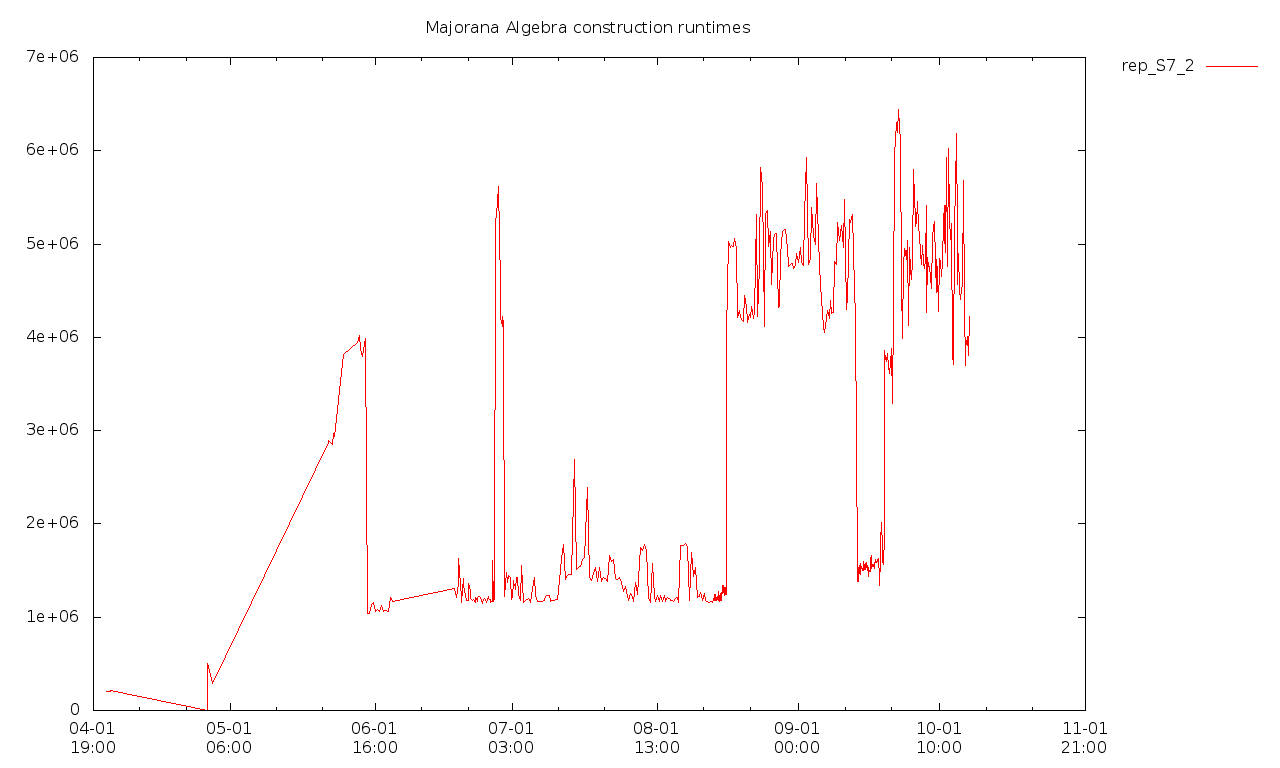 Majorana Algebra construction runtimes
rep_S7_2
7e+06
6e+06
5e+06
4e+06
3e+06
2e+06
1e+06
0
04-01 05-01 06-01 07-01 08-01 09-01 10-01 11-01
19:00 06:00 16:00 03:00 13:00 00:00 10:00 21:00